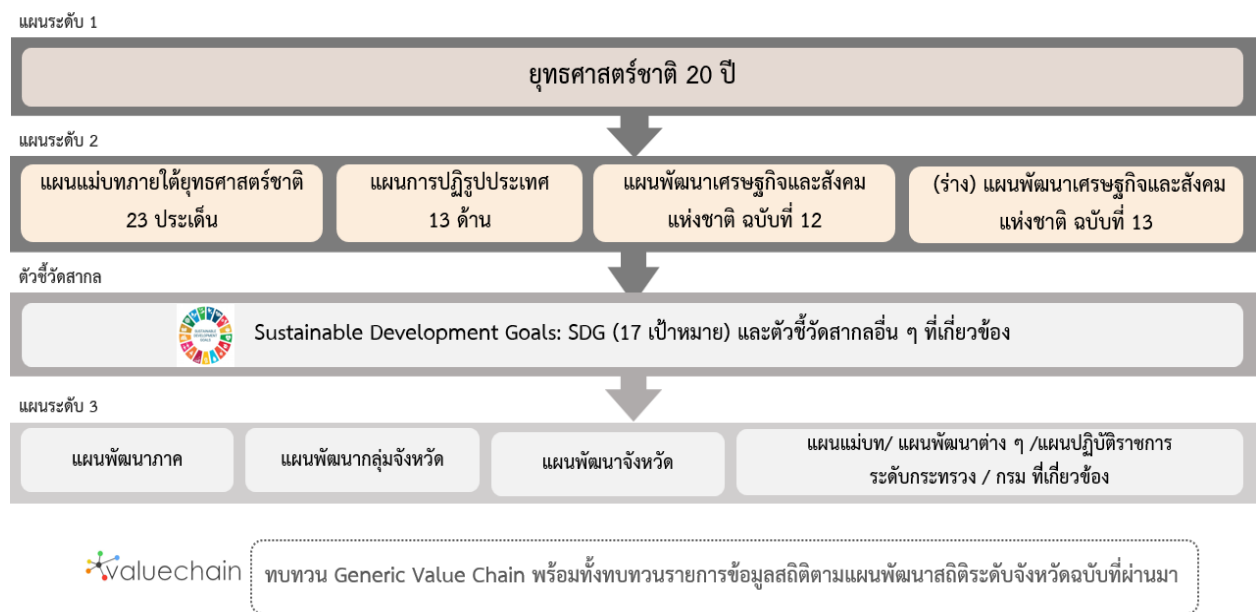 แผนระดับ 1
ยุทธศาสตร์ชาติ 20 ปี
แผนระดับ 2
แผนแม่บทภายใต้ยุทธศาสตร์ชาติ
23 ประเด็น
แผนการปฏิรูปประเทศ
13 ด้าน
แผนพัฒนาเศรษฐกิจและสังคม
แห่งชาติ ฉบับที่ 12
(ร่าง) แผนพัฒนาเศรษฐกิจและสังคม
แห่งชาติ ฉบับที่ 13
ตัวชี้วัดสากล
SUSTAINABLE
DEVELOPMENT
GOALS
Sustainable Development Goals: SDG (17 เป้าหมาย) และตัวชี้วัดสากลอื่น ๆ ที่เกี่ยวข้อง
แผนระดับ 3
แผนพัฒนาภาค
แผนพัฒนากลุ่มจังหวัด
แผนพัฒนาจังหวัด
แผนแม่บท/ แผนพัฒนาต่าง ๆ /แผนปฏิบัติราชการ
ระดับกระทรวง / กรม ที่เกี่ยวข้อง
valuechain
ทบทวน Generic Value Chain พร้อมทั้งทบทวนรายการข้อมูลสถิติตามแผนพัฒนาสถิติระดับจังหวัดฉบับที่ผ่านมา